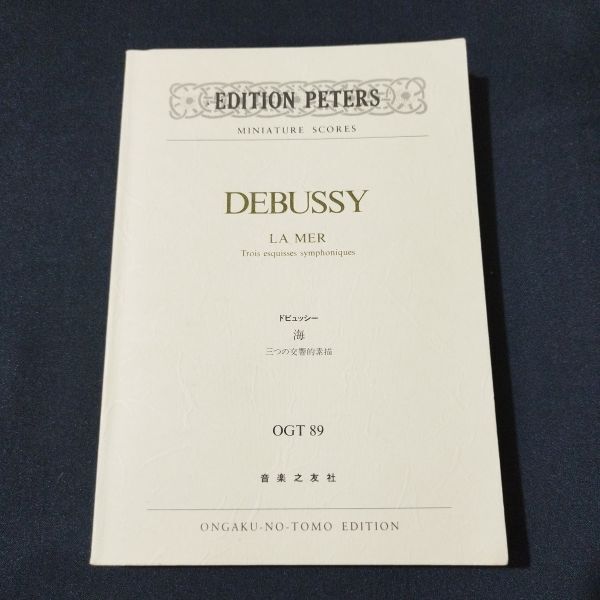 EDITION PETERS
MINIATURE SCORES
DEBUSSY
LA MER
Trois esquisses symphoniques
ドビュッシー
海
三つの交響的素描
OGT 89
音楽之友社
ONGAKU-NO-TOMO EDITION